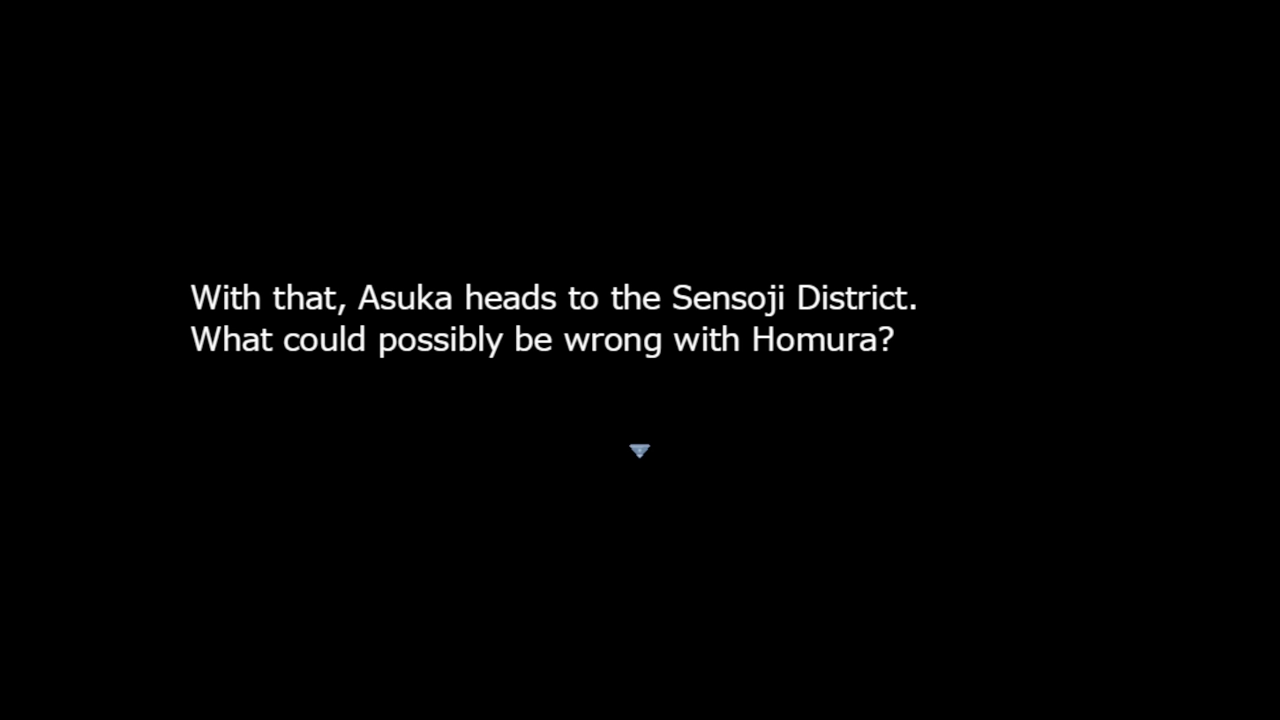 With that, Asuka heads to the Sensoji District.
What could possibly be wrong with Homura?